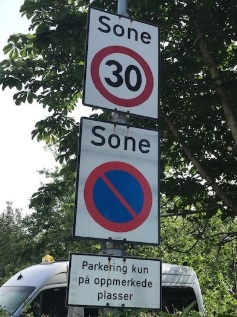 Sone
30
Sone
Parkering kun
på oppmerkede
plasser